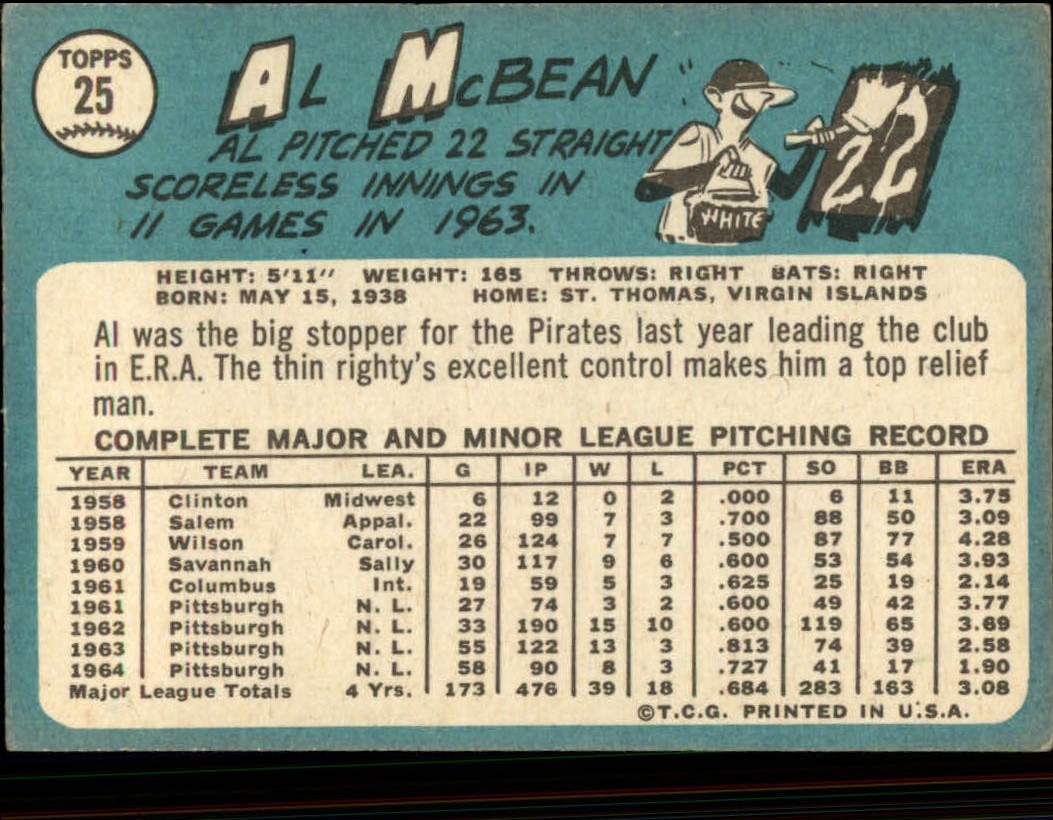 TOPPS
25
AL McBEAN
AL PITCHED 22 STRAIGHT
SCORELESS INNINGS IN
11 GAMES IN 1963.
22
WHITE
HEIGHT: 5'11" WEIGHT: 165 THROWS: RIGHT BATS: RIGHT
BORN: MAY 15, 1938 HOME: ST. THOMAS, VIRGIN ISLANDS
Al was the big stopper for the Pirates last year leading the club
in E.R.A. The thin righty's excellent control makes him a top relief
man.
COMPLETE MAJOR AND MINOR LEAGUE PITCHING RECORD
YEAR TEAM LEA. G IP W L PCT SO BB ERA
1958 Clinton Midwest 6 12 0 2 .000 6 11 3.75
1958 Salem Appal. 22 99 7 3 .700 88 50 3.09
1959 Wilson Carol. 26 124 7 7 .500 87 77 4.28
1960 Savannah Sally 30 117 9 6 .600 53 54 3.93
1961 Columbus Int. 19 59 5 3 .625 25 19 2.14
1961 Pittsburgh N. L. 27 74 3 2 .600 49 42 3.77
1962 Pittsburgh N. L. 33 190 15 10 .600 119 65 3.69
1963 Pittsburgh N. L. 55 122 13 3 .813 74 39 2.58
1964 Pittsburgh N. L. 58 90 8 3 .727 41 17 1.90
Major League Totals 4 Yrs. 173 476 39 18 .684 283 163 3.08
©T.C.G. PRINTED IN U.S.A.